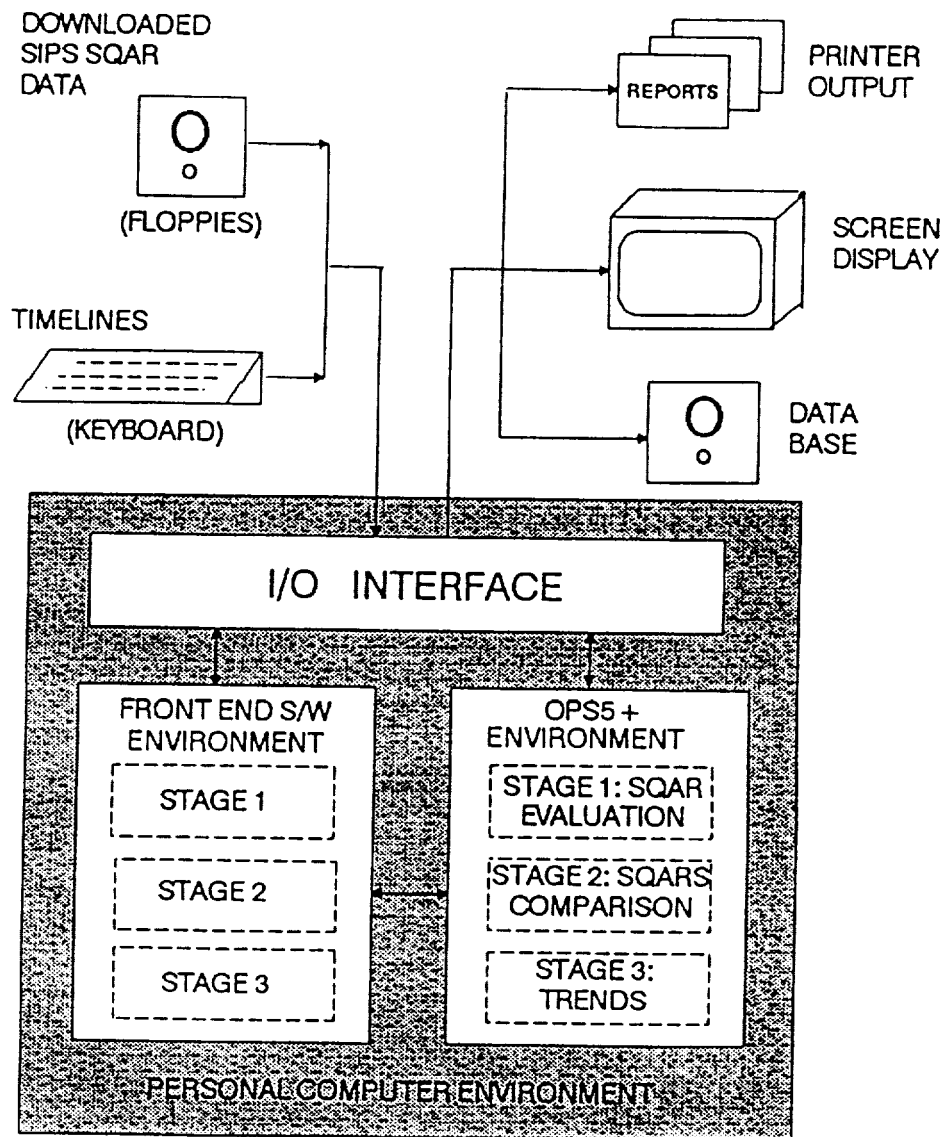 DOWNLOADED
SIPS SQAR
DATA
(FLOPPIES)
TIMELINES
(KEYBOARD)
REPORTS
PRINTER
OUTPUT
SCREEN
DISPLAY
DATA
BASE
I/O INTERFACE
FRONT END S/W
ENVIRONMENT
STAGE 1
STAGE 2
STAGE 3
OPS5 +
ENVIRONMENT
STAGE 1: SQAR
EVALUATION
STAGE 2: SQARS
COMPARISON
STAGE 3:
TRENDS
PERSONAL COMPUTER ENVIRONMENT